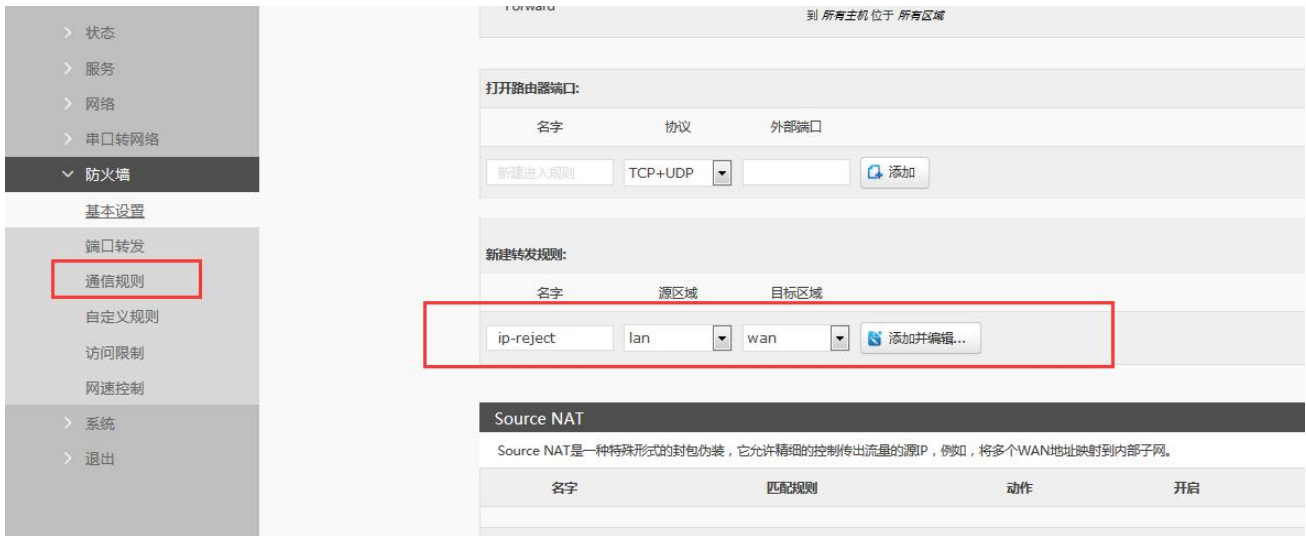 Forward
到 所有主机 位于 所有区域
状态
服务
网络
串口转网络
防火墙
基本设置
端口转发
通信规则
自定义规则
访问限制
网速控制
系统
退出
打开路由器端口:
名字 协议 外部端口
新建进入规则 TCP+UDP 添加
新建转发规则:
名字 源区域 目标区域
ip-reject lan wan 添加并编辑...
Source NAT
Source NAT是一种特殊形式的封包伪装，它允许精细的控制传出流量的源IP，例如，将多个WAN地址映射到内部子网。
名字 匹配规则 动作 开启